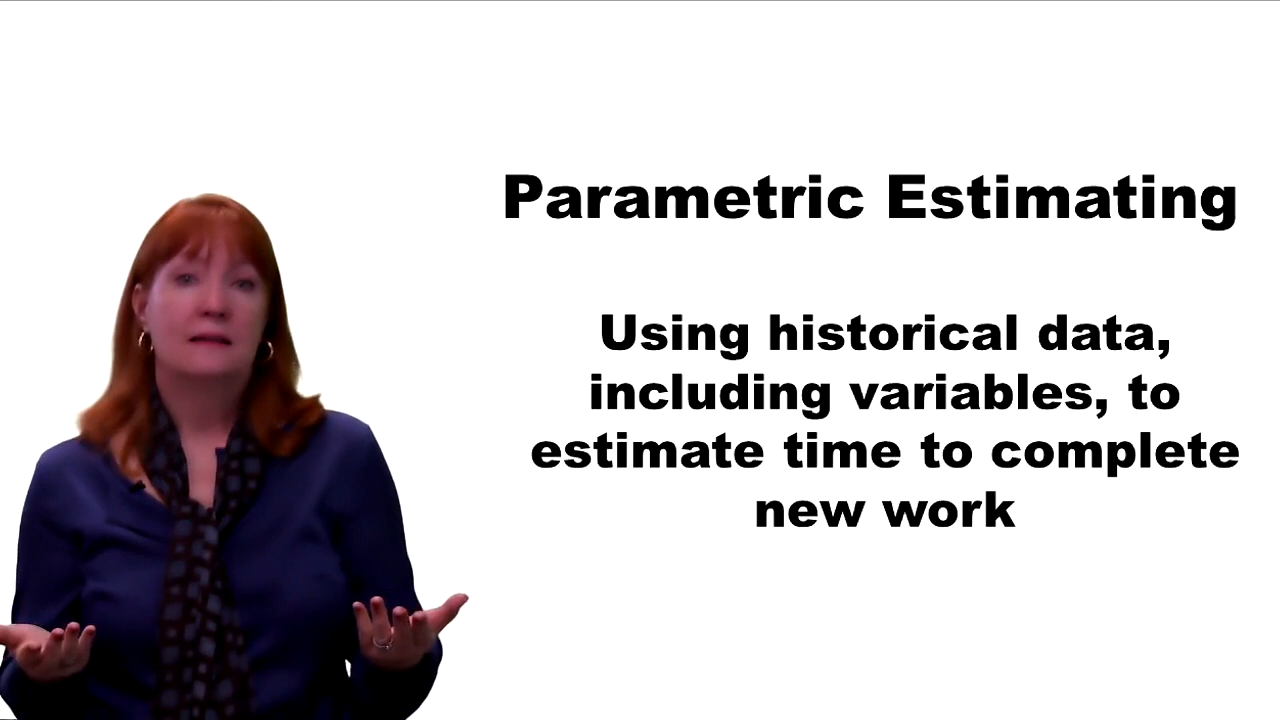 Parametric Estimating
Using historical data,
including variables, to
estimate time to complete
new work